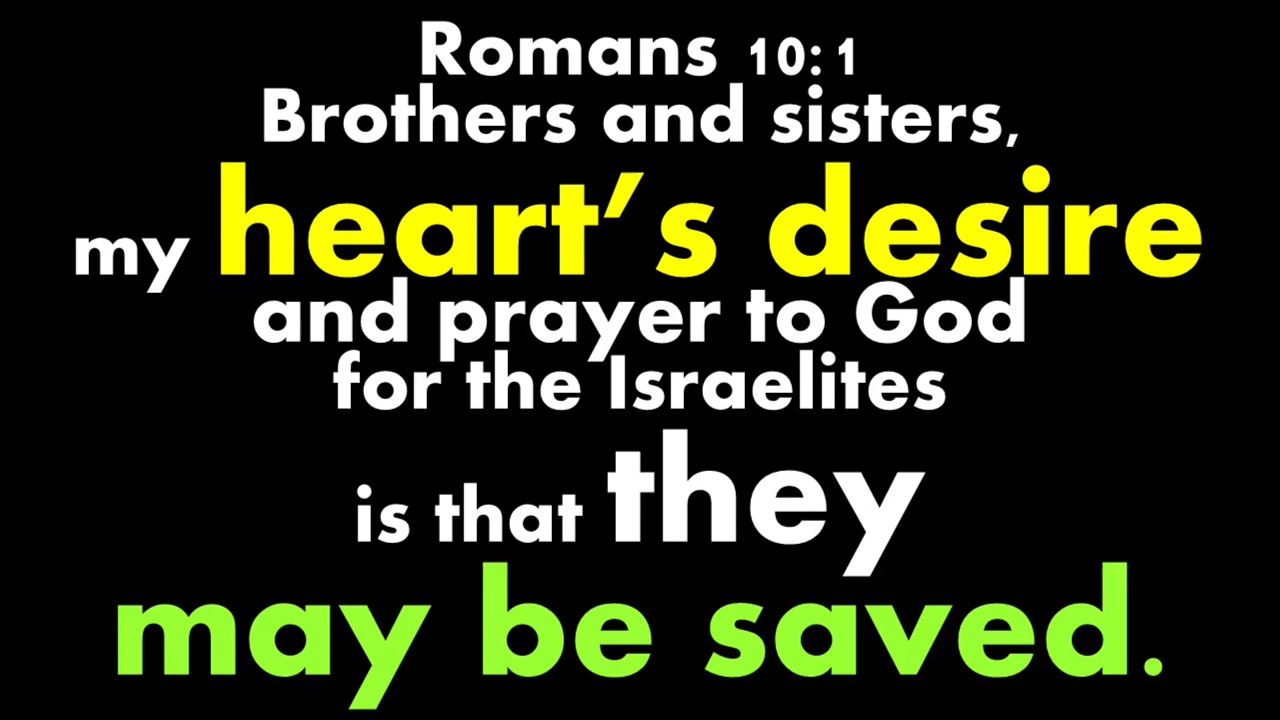 Romans 10:1
Brothers and sisters,
my heart’s desire
and prayer to God
for the Israelites
is that they
may be saved.